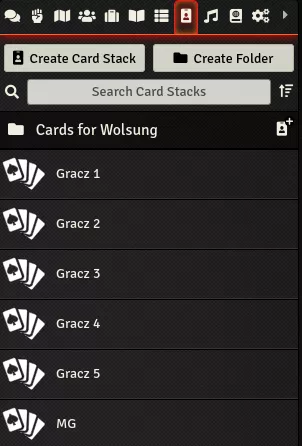 Create Card Stack
Create Folder
Search Card Stacks
Cards for Wolsung
Gracz 1
Gracz 2
Gracz 3
Gracz 4
Gracz 5
MG